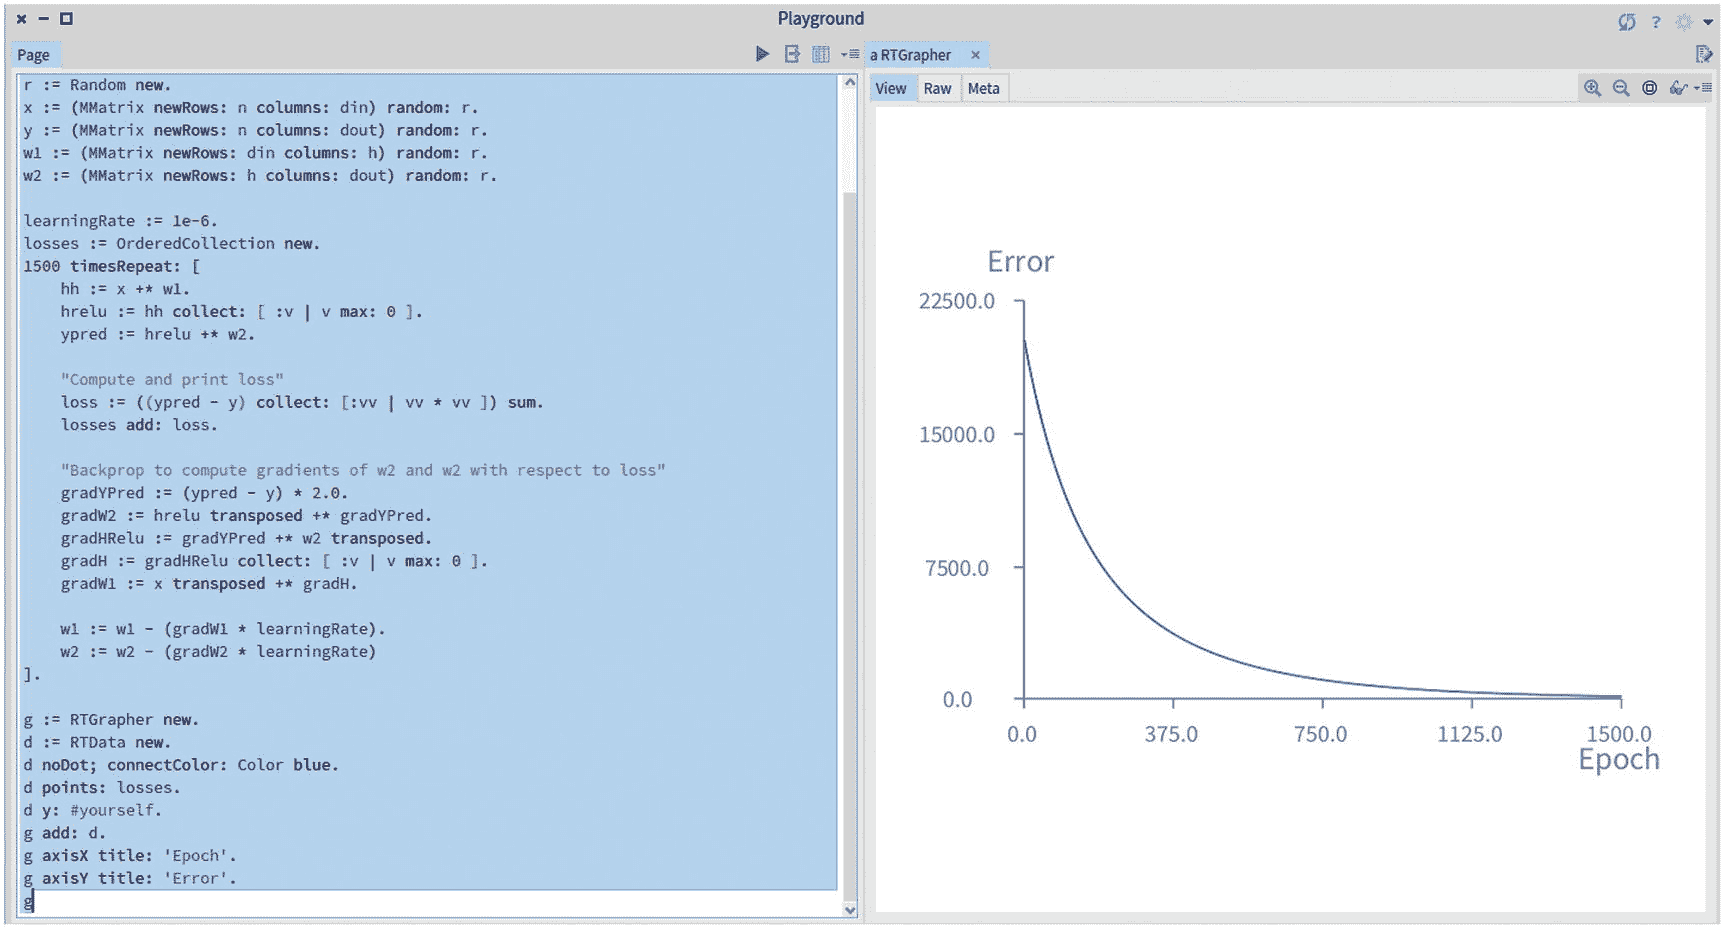 Playground
?
Page
r := Random new.
x := (MMatrix newRows: n columns: din) random: r.
y := (MMatrix newRows: n columns: dout) random: r.
w1 := (MMatrix newRows: din columns: h) random: r.
w2 := (MMatrix newRows: h columns: dout) random: r.
learningRate := 1e-6.
losses := OrderedCollection new.
1500 timesRepeat: [
hh := x +* w1.
hrelu := hh collect: [ :v | v max: 0 ].
ypred := hrelu +* w2.
"Compute and print loss"
loss := ((ypred - y) collect: [:vv | vv * vv ]) sum.
losses add: loss.
"Backprop to compute gradients of w2 and w2 with respect to loss"
gradYPred := (ypred - y) * 2.0.
gradW2 := hrelu transposed +* gradYPred.
gradHRelu := gradYPred +* w2 transposed.
gradH := gradHRelu collect: [ :v | v max: 0 ].
gradW1 := x transposed +* gradH.
w1 := w1 - (gradW1 * learningRate).
w2 := w2 - (gradW2 * learningRate)
].
g := RTGrapher new.
d := RTData new.
d noDot; connectColor: Color blue.
d points: losses.
d y: #yourself.
g add: d.
g axisX title: 'Epoch'.
g axisY title: 'Error'.
g
a RTGrapher
View Raw Meta
Error
22500.0
15000.0
7500.0
0.0
0.0 375.0 750.0 1125.0 1500.0
Epoch